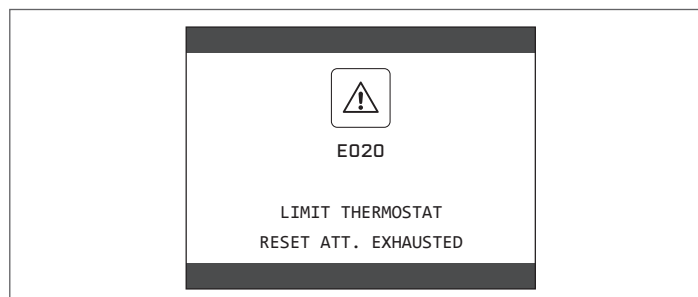 E020
LIMIT THERMOSTAT
RESET ATT. EXHAUSTED